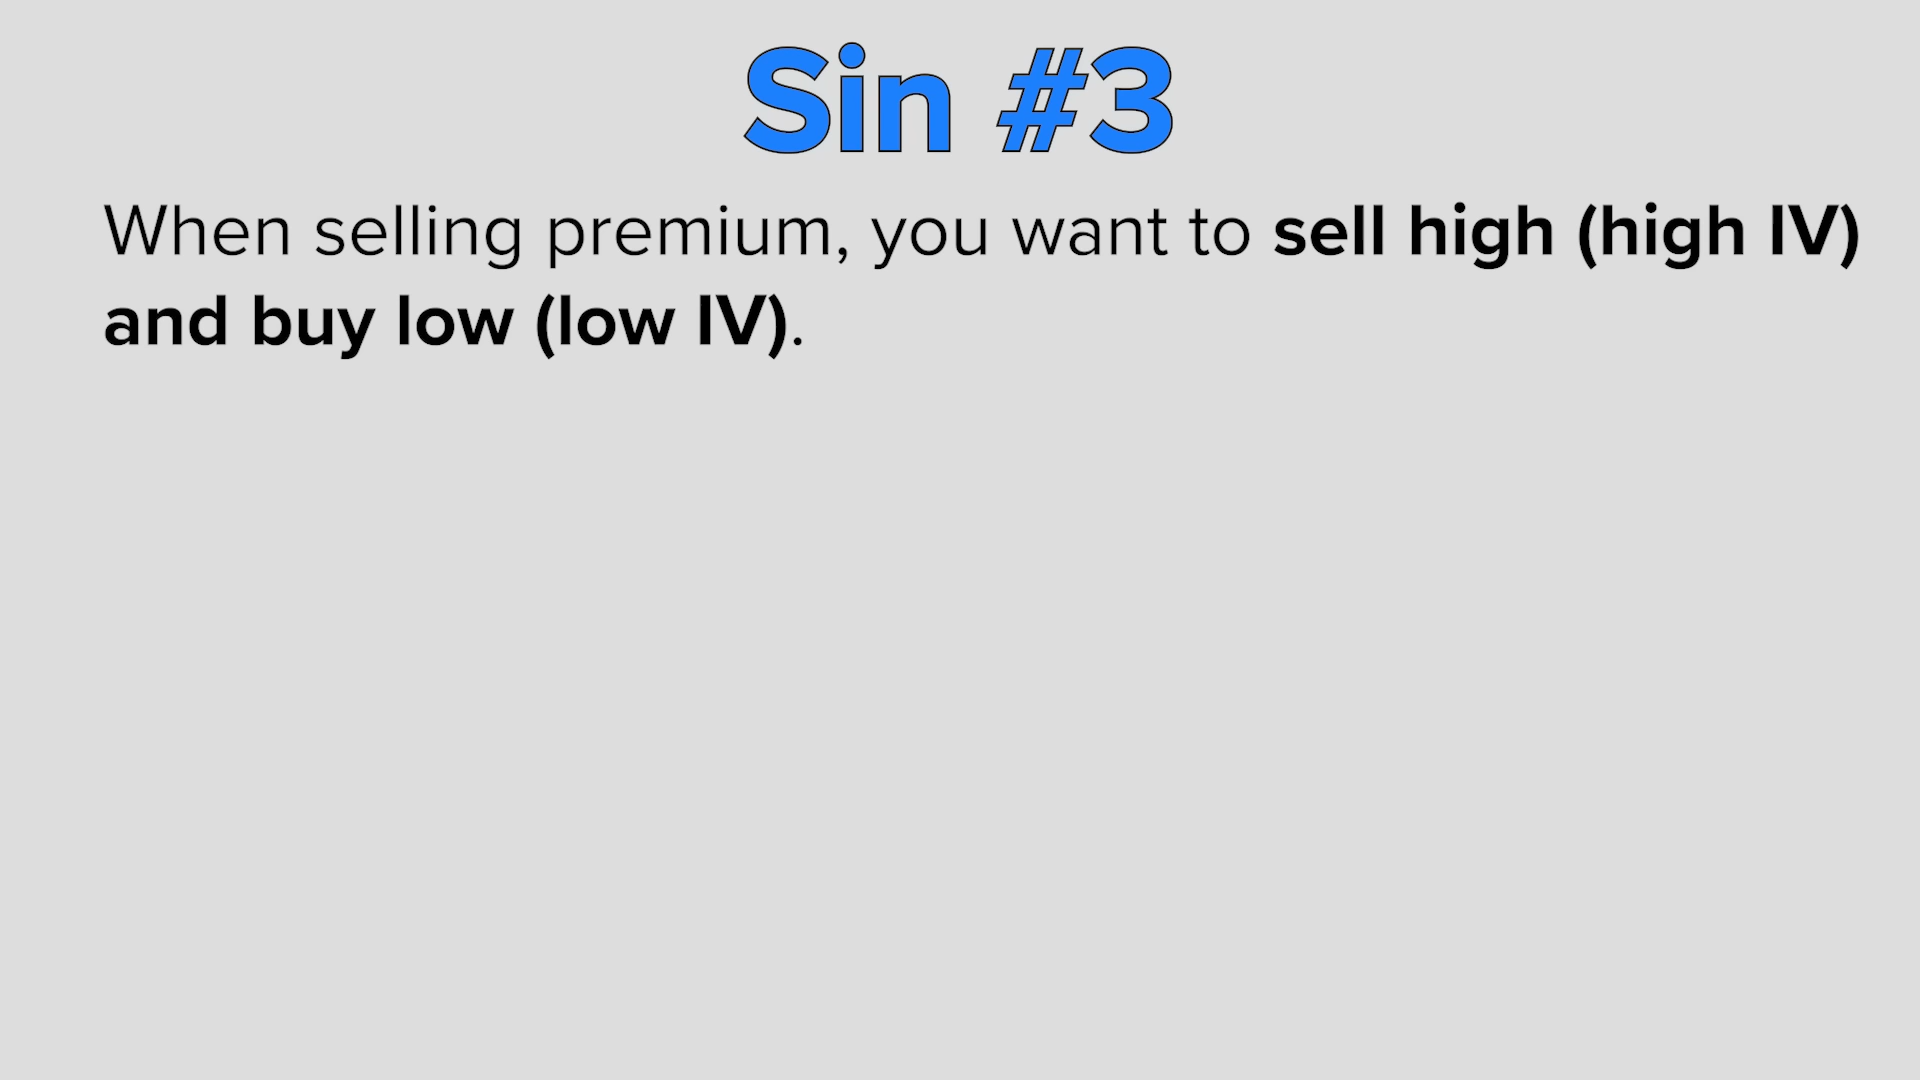 Sin #3
When selling premium, you want to sell high (high IV)
and buy low (low IV).